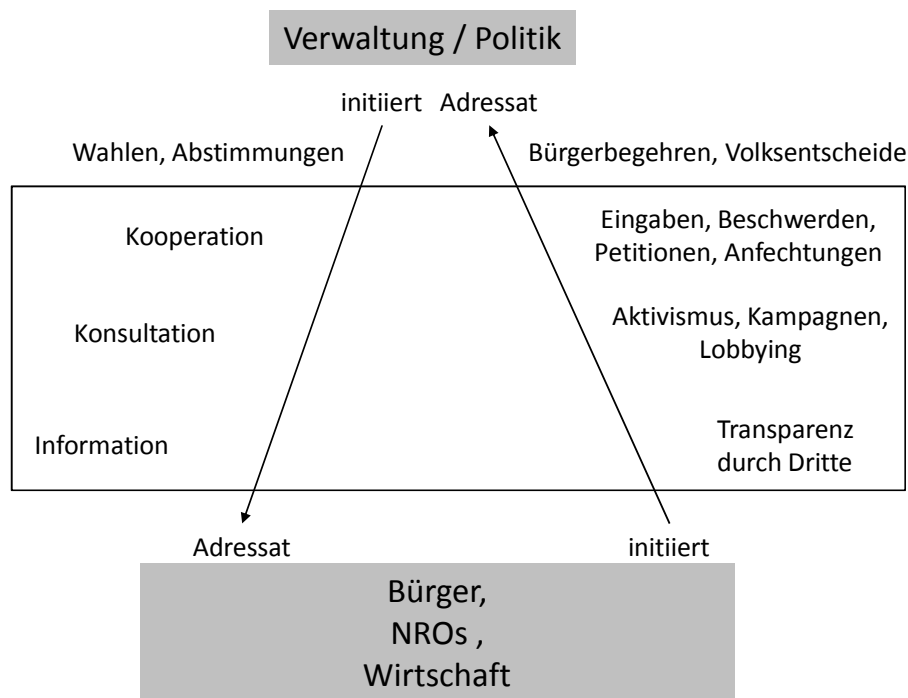 Verwaltung / Politik
initiiert Adressat
Wahlen, Abstimmungen
Bürgerbegehren, Volksentscheide
Kooperation
Eingaben, Beschwerden,
Petitionen, Anfechtungen
Konsultation
Aktivismus, Kampagnen,
Lobbying
Information
Transparenz
durch Dritte
Adressat
initiiert
Bürger,
NROs ,
Wirtschaft